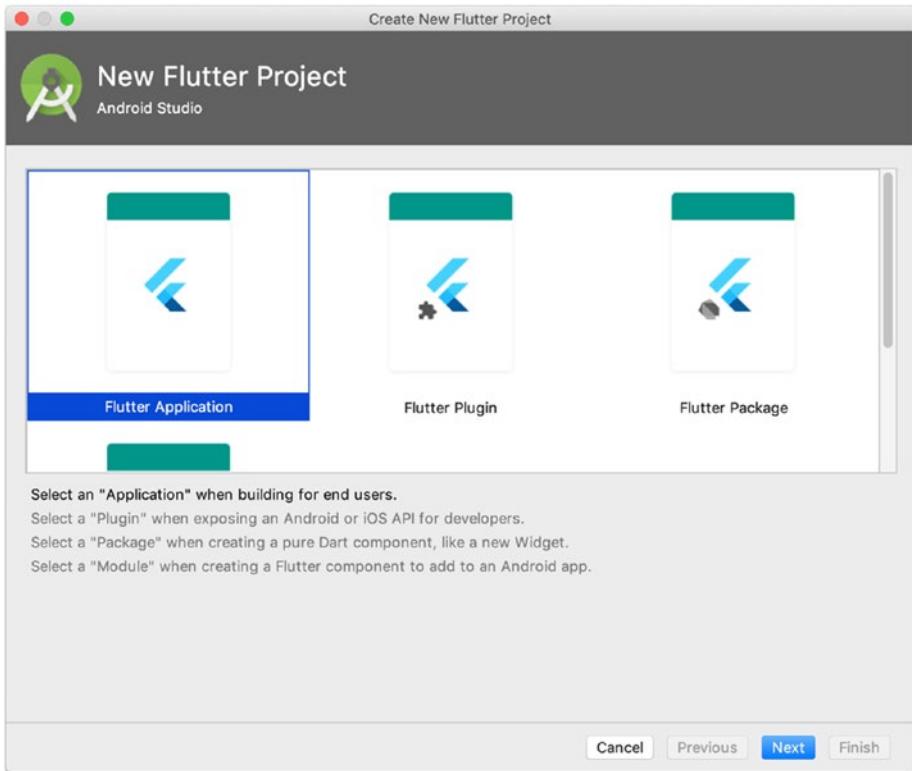 Create New Flutter Project
New Flutter Project
Android Studio
Flutter Application
Flutter Plugin
Flutter Package
Select an "Application" when building for end users.
Select a "Plugin" when exposing an Android or iOS API for developers.
Select a "Package" when creating a pure Dart component, like a new Widget.
Select a "Module" when creating a Flutter component to add to an Android app.
Cancel
Previous
Next
Finish